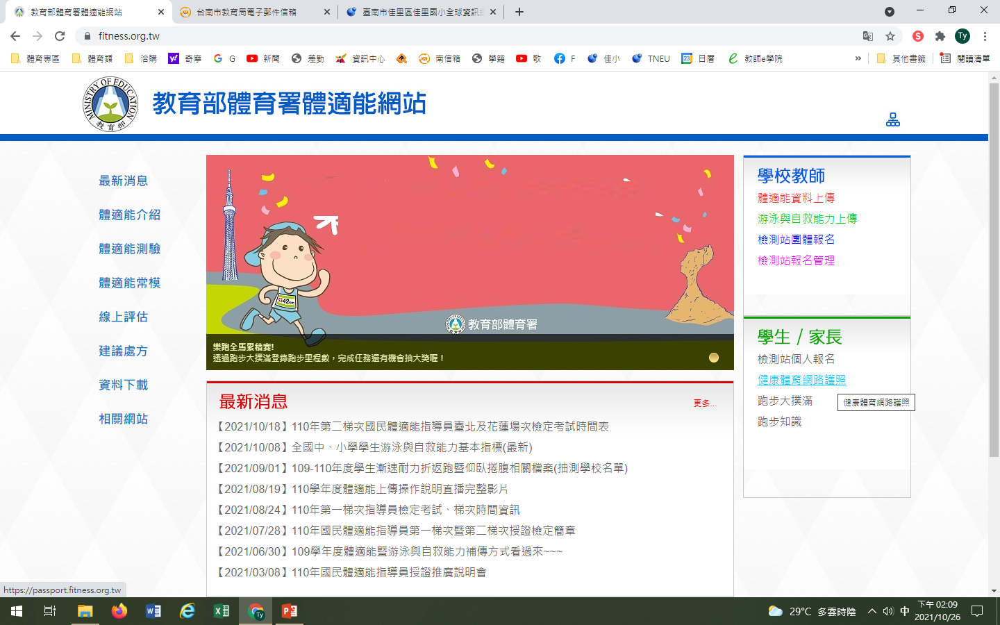 教育部體育署體適能網站
台南市教育局電子郵件信箱
臺南市佳里區佳里國小全球資訊
fitness.org.tw
Ty
體育專區
體育類
洽購
奇摩
G
新聞
差勤
資訊中心
南信箱
學籍
歌
F
佳小
TNEU
日曆
教師e學院
»
其他書籤
閱讀清單
MINISTRY OF EDUCATION
教育部
教育部體育署體適能網站
最新消息
體適能介紹
體適能測驗
體適能常模
線上評估
建議處方
資料下載
相關網站
42km
教育部體育署
樂跑全馬累積賽!
透過跑步大撲滿登錄跑步里程數，完成任務還有機會抽大獎喔！
最新消息
更多...
【2021/10/18】110年第二梯次國民體適能指導員臺北及花蓮場次檢定考試時間表
【2021/10/08】全國中、小學學生游泳與自救能力基本指標(最新)
【2021/09/01】109-110年度學生漸速耐力折返跑暨仰臥捲腹相關檔案(抽測學校名單)
【2021/08/19】110學年度體適能上傳操作說明直播完整影片
【2021/08/24】110年第一梯次指導員檢定考試、梯次時間資訊
【2021/07/28】110年國民體適能指導員第一梯次暨第二梯次授證檢定簡章
【2021/06/30】109學年度體適能暨游泳與自救能力補傳方式看過來~~~
【2021/03/08】110年國民體適能指導員授證推廣說明會
學校教師
體適能資料上傳
游泳與自救能力上傳
檢測站團體報名
檢測站報名管理
學生 / 家長
檢測站個人報名
健康體育網路護照
跑步大撲滿
健康體育網路護照
跑步知識
https://passport.fitness.org.tw
29°C 多雲時陰
中
下午 02:09
2021/10/26